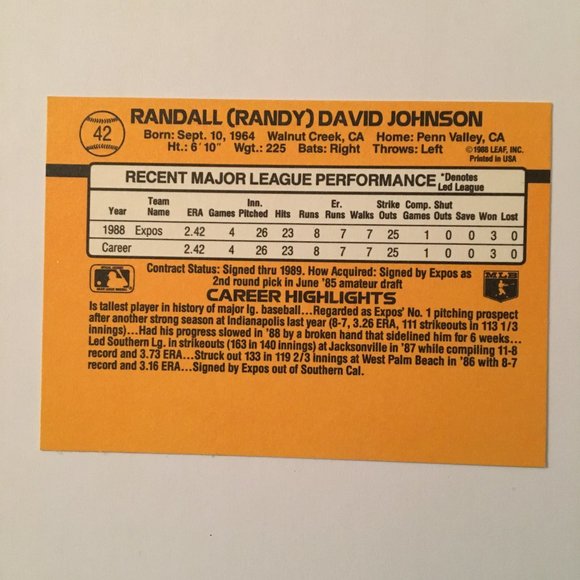 42
RANDALL (RANDY) DAVID JOHNSON
Born: Sept. 10, 1964 Walnut Creek, CA Home: Penn Valley, CA
Ht.: 6' 10" Wgt.: 225 Bats: Right Throws: Left
©1988 LEAF, INC.
Printed in USA
RECENT MAJOR LEAGUE PERFORMANCE *Denotes Led League
Year Team Name ERA Games Inn. Pitched Hits Runs Er. Runs Walks Strike Outs Comp. Games Shut Outs Save Won Lost
1988 Expos 2.42 4 26 23 8 7 7 25 1 0 0 3 0
Career 2.42 4 26 23 8 7 7 25 1 0 0 3 0
Contract Status: Signed thru 1989. How Acquired: Signed by Expos as
2nd round pick in June '85 amateur draft
MLB
CAREER HIGHLIGHTS
Is tallest player in history of major lg. baseball...Regarded as Expos' No. 1 pitching prospect
after another strong season at Indianapolis last year (8-7, 3.26 ERA, 111 strikeouts in 113 1/3
innings)...Had his progress slowed in '88 by a broken hand that sidelined him for 6 weeks...
Led Southern Lg. in strikeouts (163 in 140 innings) at Jacksonville in '87 while compiling 11-8
record and 3.73 ERA...Struck out 133 in 119 2/3 innings at West Palm Beach in '86 with 8-7
record and 3.16 ERA...Signed by Expos out of Southern Cal.